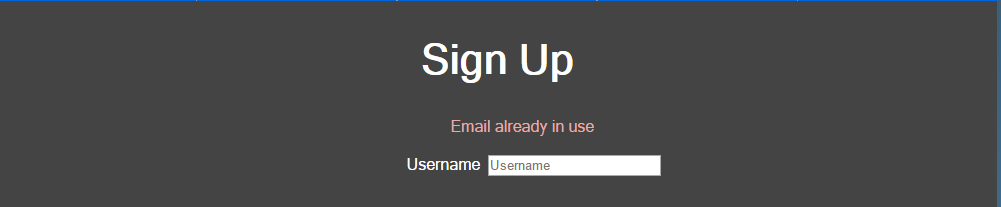 Sign Up
Email already in use
Username Username